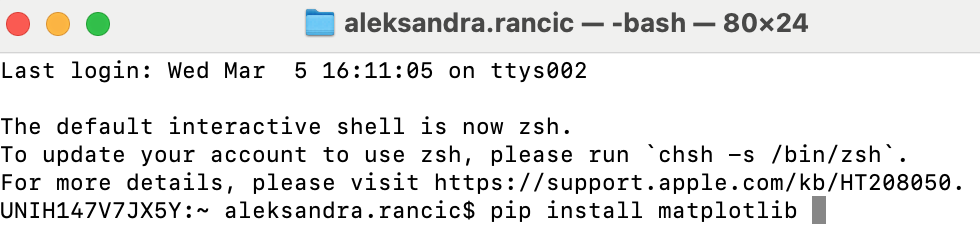 aleksandra.rancic — -bash — 80×24
Last login: Wed Mar  5 16:11:05 on ttys002
The default interactive shell is now zsh.
To update your account to use zsh, please run `chsh -s /bin/zsh`.
For more details, please visit https://support.apple.com/kb/HT208050.
UNIH147V7JX5Y:~ aleksandra.rancic$ pip install matplotlib